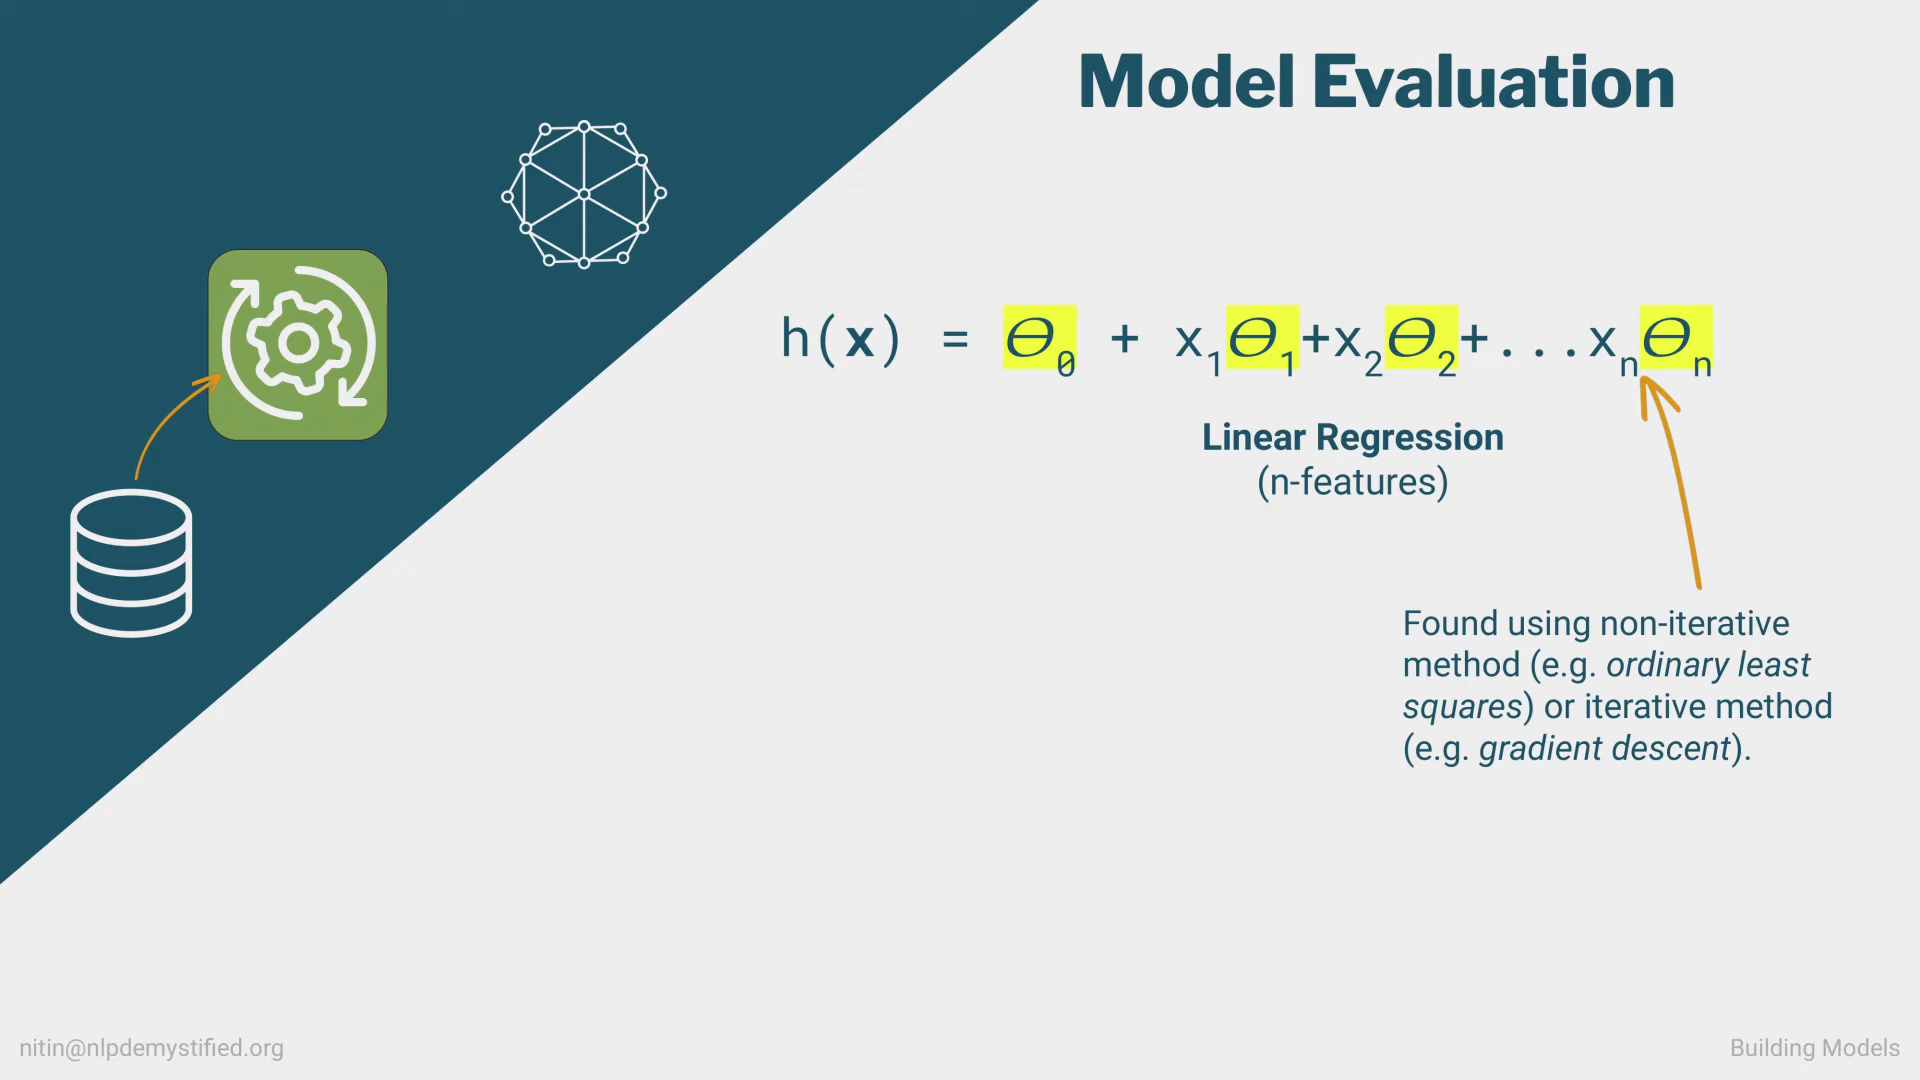 Model Evaluation
h(x) = Θ₀ + x₁Θ₁+x₂Θ₂+...xₙΘₙ
Linear Regression
(n-features)
Found using non-iterative
method (e.g. ordinary least
squares) or iterative method
(e.g. gradient descent).
nitin@nlpdemystified.org
Building Models